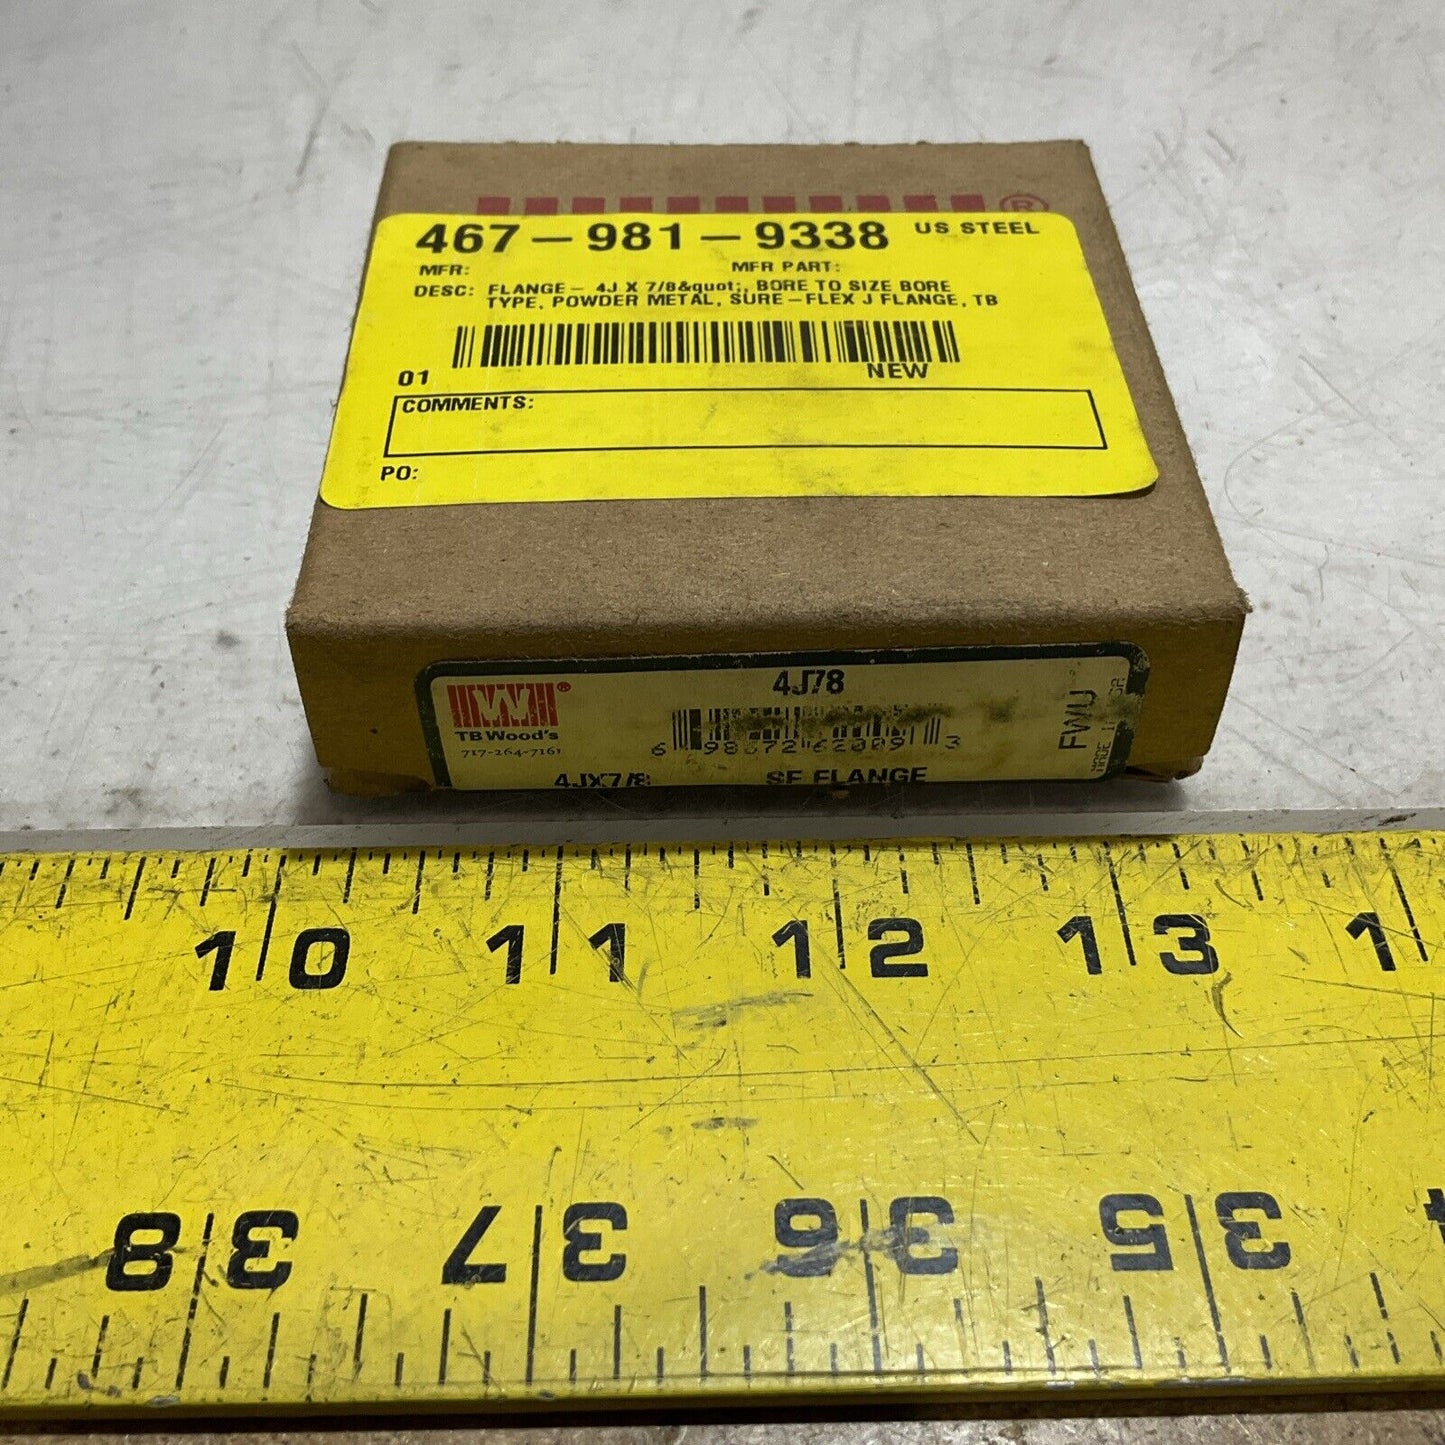 ®
467-981-9338 US STEEL
MFR: MFR PART:
DESC: FLANGE- 4J X 7/8&quot;, BORE TO SIZE BORE
TYPE, POWDER METAL, SURE-FLEX J FLANGE, TB
01 NEW
COMMENTS:
PO:
4J78
W®
TB Wood's
717-264-7161
4JX7/8 SF FLANGE
FWU
MADE
10 11 12 13 1
38 37 36 35